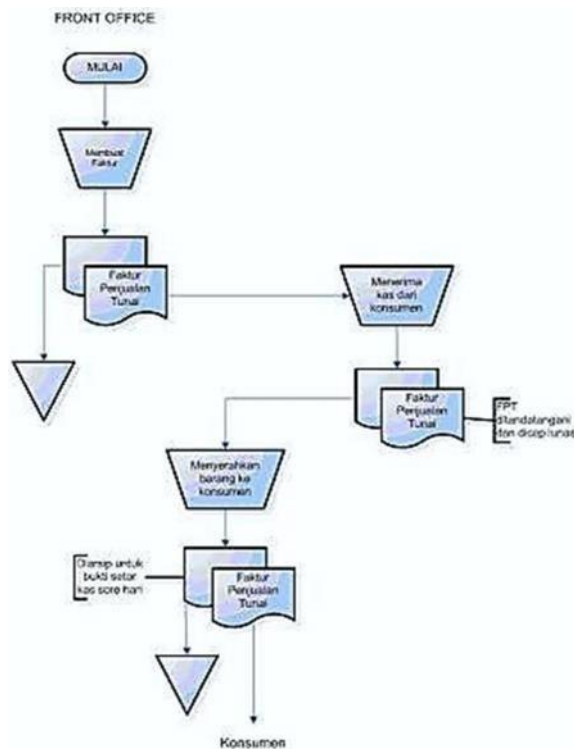 FRONT OFFICE
MULAI
Membuat
Faktur
Faktur
Penjualan
Tunai
Menerima
kas dari
konsumen
Faktur
Penjualan
Tunai
FPT
ditandatangani
dan dicap lunas
Menyerahkan
barang ke
konsumen
Diarsip untuk
bukti setor
kas sore hari
Faktur
Penjualan
Tunai
Konsumen